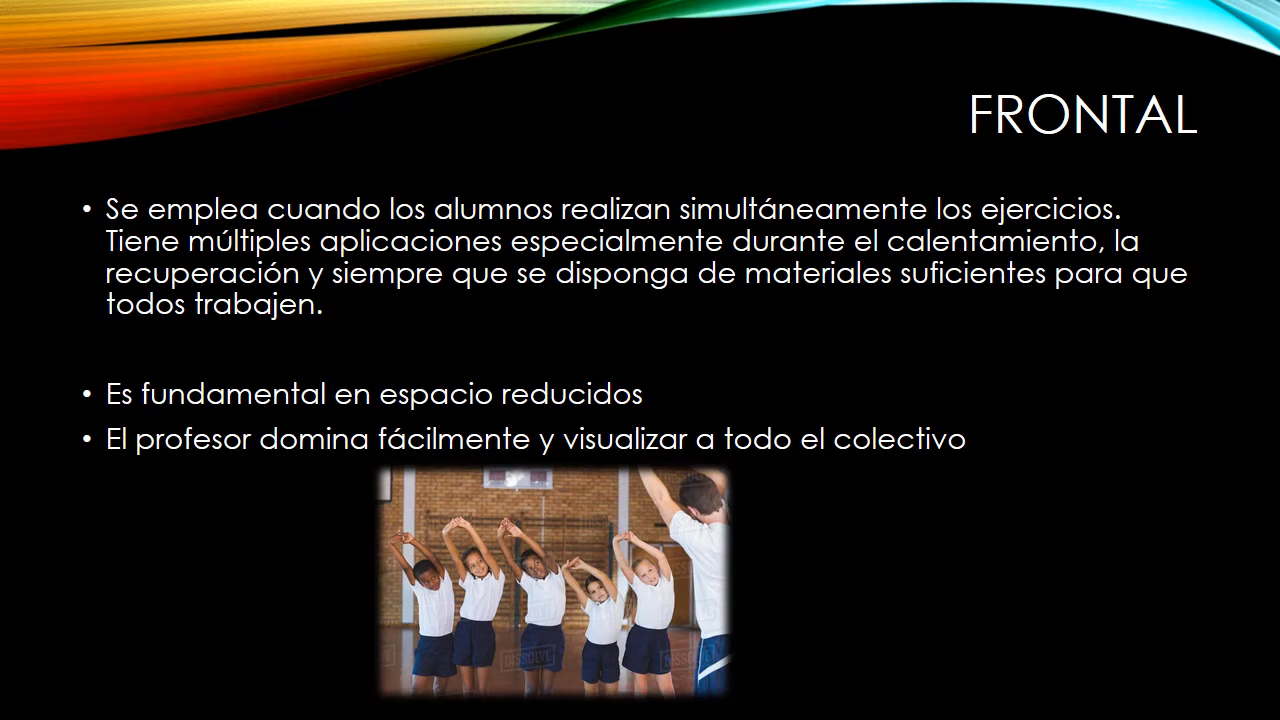 FRONTAL
• Se emplea cuando los alumnos realizan simultáneamente los ejercicios.
Tiene múltiples aplicaciones especialmente durante el calentamiento, la
recuperación y siempre que se disponga de materiales suficientes para que
todos trabajen.
• Es fundamental en espacio reducidos
• El profesor domina fácilmente y visualizar a todo el colectivo
DISSOLVE
DISSOLVE